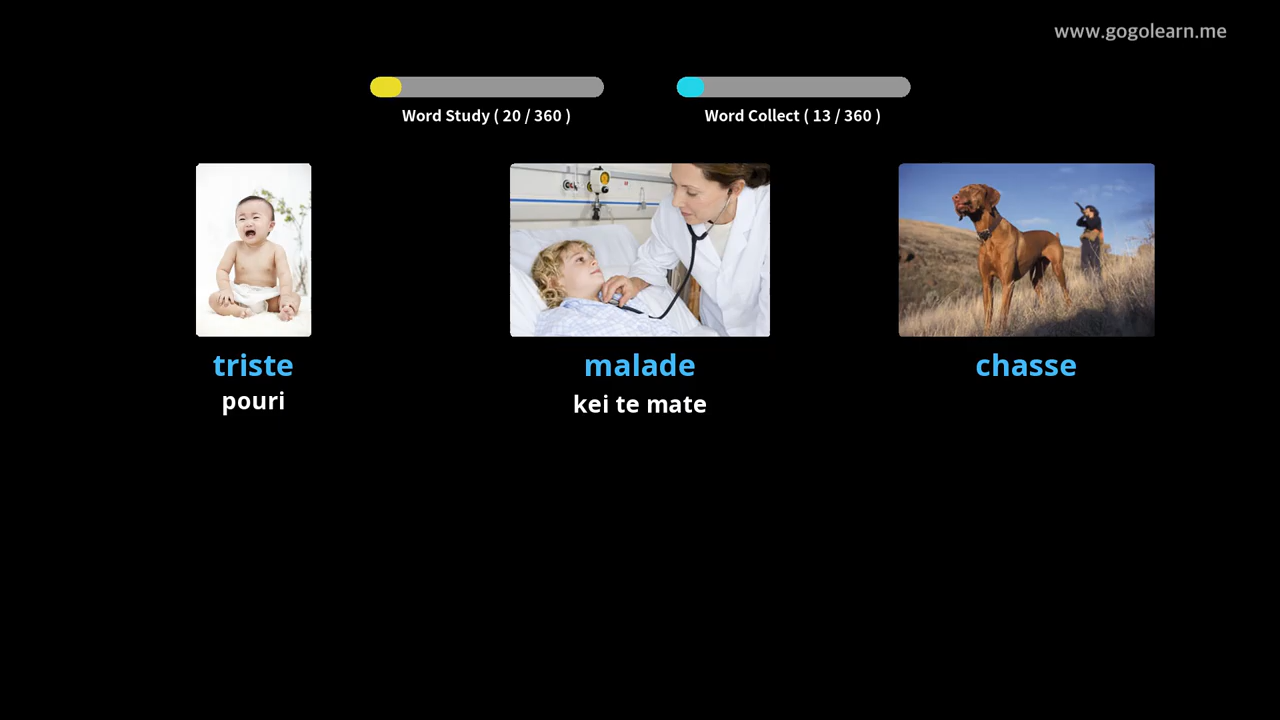 www.gogolearn.me
Word Study ( 20 / 360 )
Word Collect ( 13 / 360 )
triste
pouri
malade
kei te mate
chasse